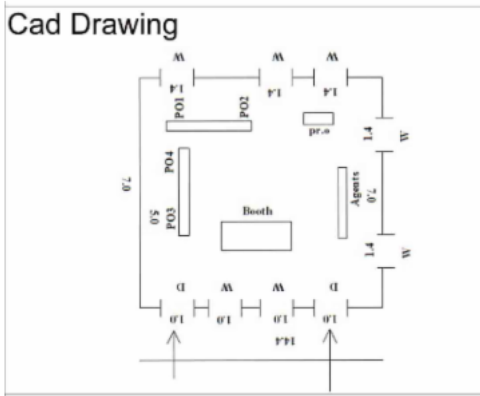 Cad Drawing
W W W
1.4 1.4 1.4
PO1 PO2
pr.o
1.4 W
PO4
7.0
5.0
PO3
Agents
7.0
Booth
1.4 W
D W W D
1.0 1.0 1.0 1.0
14.4